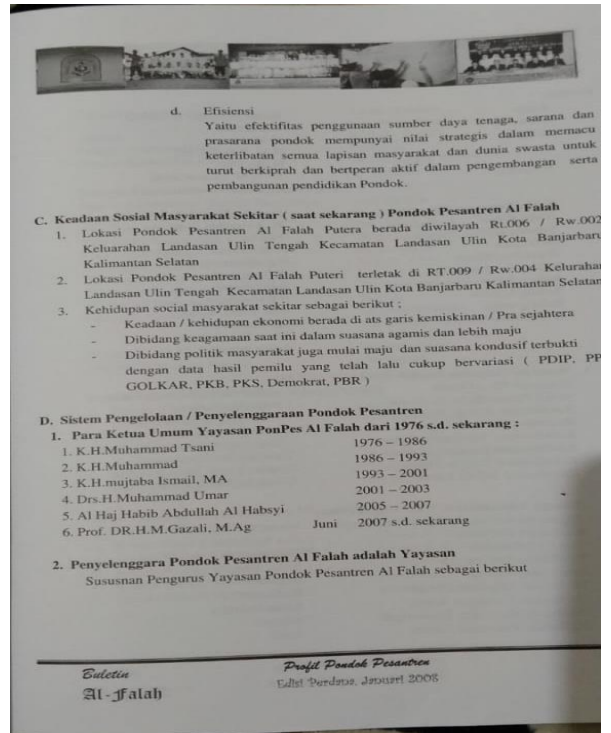 d. Efisiensi
Yaitu efektifitas penggunaan sumber daya tenaga, sarana dan
prasarana pondok mempunyai nilai strategis dalam memacu
keterlibatan semua lapisan masyarakat dan dunia swasta untuk
turut berkiprah dan bertperan aktif dalam pengembangan serta
pembangunan pendidikan Pondok.
C. Keadaan Sosial Masyarakat Sekitar ( saat sekarang ) Pondok Pesantren Al Falah
1. Lokasi Pondok Pesantren Al Falah Putera berada diwilayah Rt.006 / Rw.002
Keluarahan Landasan Ulin Tengah Kecamatan Landasan Ulin Kota Banjarbaru
Kalimantan Selatan
2. Lokasi Pondok Pesantren Al Falah Puteri terletak di RT.009 / Rw.004 Kelurahan
Landasan Ulin Tengah Kecamatan Landasan Ulin Kota Banjarbaru Kalimantan Selatan
3. Kehidupan social masyarakat sekitar sebagai berikut ;
- Keadaan / kehidupan ekonomi berada di ats garis kemiskinan / Pra sejahtera
- Dibidang keagamaan saat ini dalam suasana agamis dan lebih maju
- Dibidang politik masyarakat juga mulai maju dan suasana kondusif terbukti
dengan data hasil pemilu yang telah lalu cukup bervariasi ( PDIP, PP
GOLKAR, PKB, PKS, Demokrat, PBR )
D. Sistem Pengelolaan / Penyelenggaraan Pondok Pesantren
1. Para Ketua Umum Yayasan PonPes Al Falah dari 1976 s.d. sekarang :
1. K.H.Muhammad Tsani 1976 – 1986
2. K.H.Muhammad 1986 – 1993
3. K.H.mujtaba Ismail, MA 1993 – 2001
4. Drs.H.Muhammad Umar 2001 – 2003
5. Al Haj Habib Abdullah Al Habsyi 2005 – 2007
6. Prof. DR.H.M.Gazali, M.Ag Juni 2007 s.d. sekarang
2. Penyelenggara Pondok Pesantren Al Falah adalah Yayasan
Sususnan Pengurus Yayasan Pondok Pesantren Al Falah sebagai berikut
Buletin Profil Pondok Pesantren
Al-Falah Edisi Perdana, Januari 2008